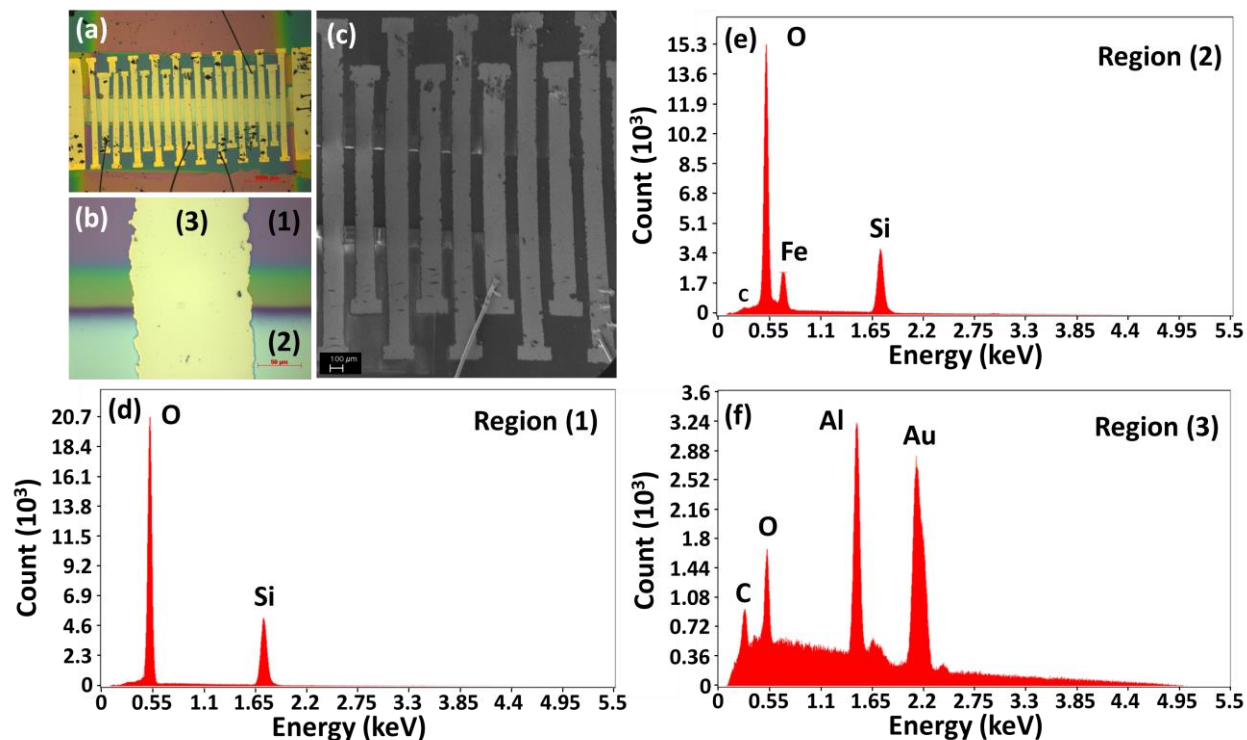 (a)
(b)
(3)
(1)
(2)
50 µm
(c)
100 µm
(e)
O
Region (2)
Fe
Si
C
Count (10³)
15.3
13.6
11.9
10.2
8.5
6.8
5.1
3.4
1.7
0
0 0.55 1.1 1.65 2.2 2.75 3.3 3.85 4.4 4.95 5.5
Energy (keV)
(d)
O
Region (1)
Si
Count (10³)
20.7
18.4
16.1
13.8
11.5
9.2
6.9
4.6
2.3
0
0 0.55 1.1 1.65 2.2 2.75 3.3 3.85 4.4 4.95 5.5
Energy (keV)
(f)
Al
Au
Region (3)
O
C
Count (10³)
3.6
3.24
2.88
2.52
2.16
1.8
1.44
1.08
0.72
0.36
0
0 0.55 1.1 1.65 2.2 2.75 3.3 3.85 4.4 4.95 5.5
Energy (keV)